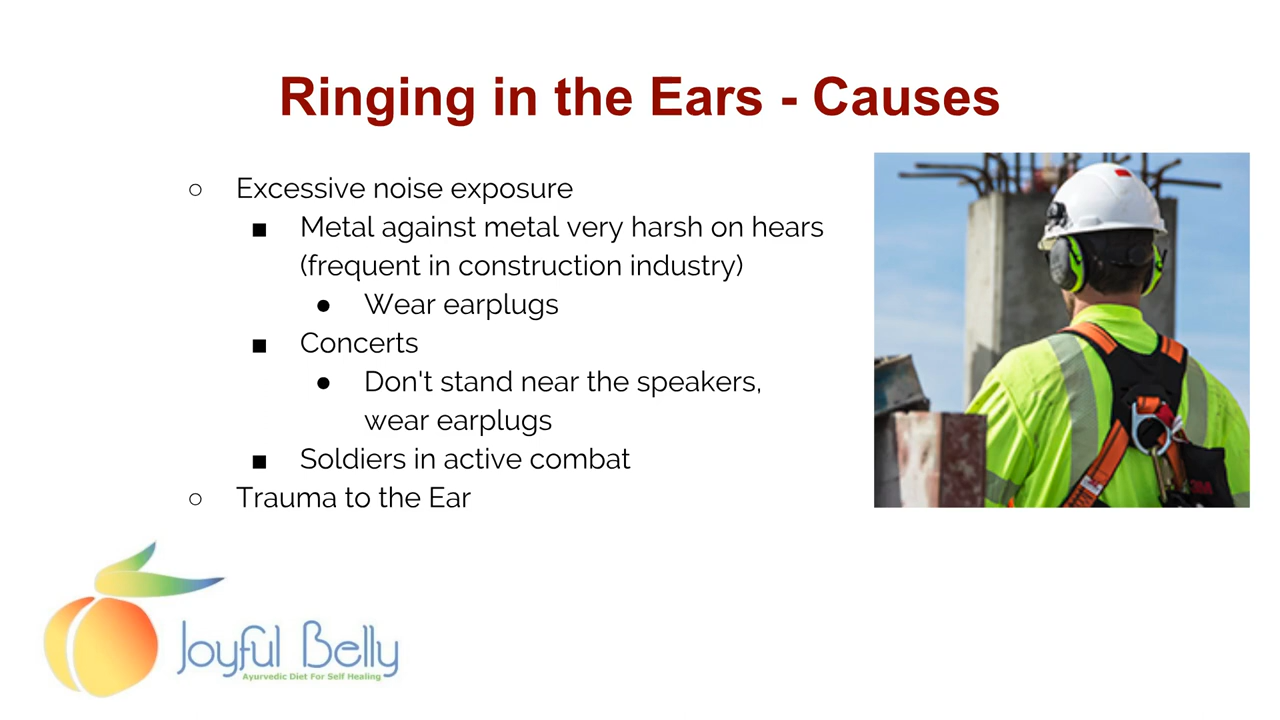 Ringing in the Ears - Causes
○ Excessive noise exposure
■ Metal against metal very harsh on hears
(frequent in construction industry)
● Wear earplugs
■ Concerts
● Don't stand near the speakers,
wear earplugs
■ Soldiers in active combat
○ Trauma to the Ear
3M
Joyful Belly
Ayurvedic Diet For Self Healing